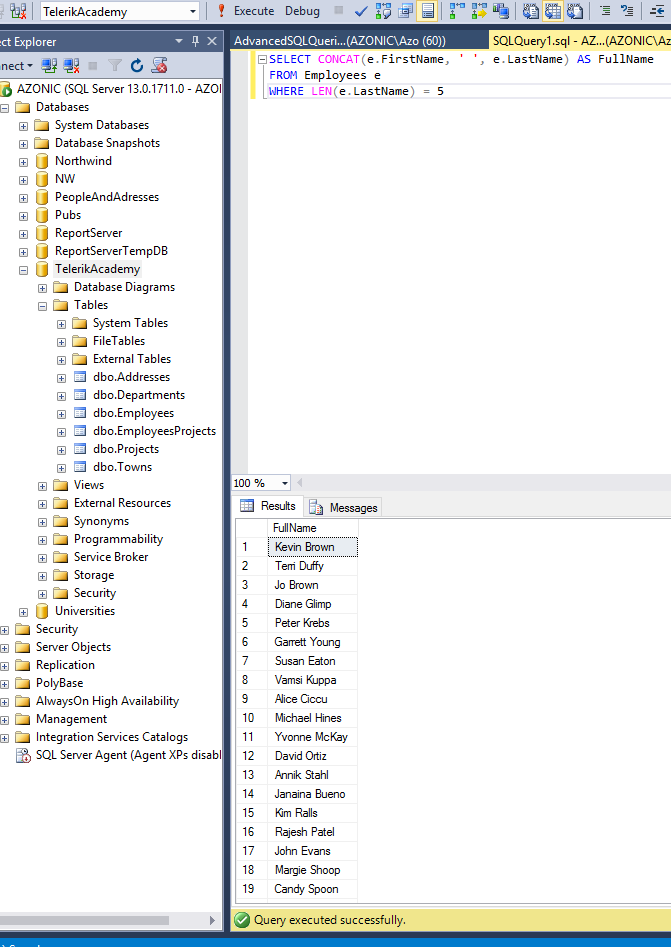 TelerikAcademy
Execute
Debug
ect Explorer
nnect
AdvancedSQLQueri...(AZONIC\Azo (60))
SQLQuery1.sql - AZ...(AZONIC\Az
SELECT CONCAT(e.FirstName, ' ', e.LastName) AS FullName
FROM Employees e
WHERE LEN(e.LastName) = 5
AZONIC (SQL Server 13.0.1711.0 - AZOI
Databases
System Databases
Database Snapshots
Northwind
NW
PeopleAndAdresses
Pubs
ReportServer
ReportServerTempDB
TelerikAcademy
Database Diagrams
Tables
System Tables
FileTables
External Tables
dbo.Addresses
dbo.Departments
dbo.Employees
dbo.EmployeesProjects
dbo.Projects
dbo.Towns
Views
External Resources
Synonyms
Programmability
Service Broker
Storage
Security
Universities
Security
Server Objects
Replication
PolyBase
AlwaysOn High Availability
Management
Integration Services Catalogs
SQL Server Agent (Agent XPs disabl
100 %
Results
Messages
FullName
1 Kevin Brown
2 Terri Duffy
3 Jo Brown
4 Diane Glimp
5 Peter Krebs
6 Garrett Young
7 Susan Eaton
8 Vamsi Kuppa
9 Alice Ciccu
10 Michael Hines
11 Yvonne McKay
12 David Ortiz
13 Annik Stahl
14 Janaina Bueno
15 Kim Ralls
16 Rajesh Patel
17 John Evans
18 Margie Shoop
19 Candy Spoon
Query executed successfully.